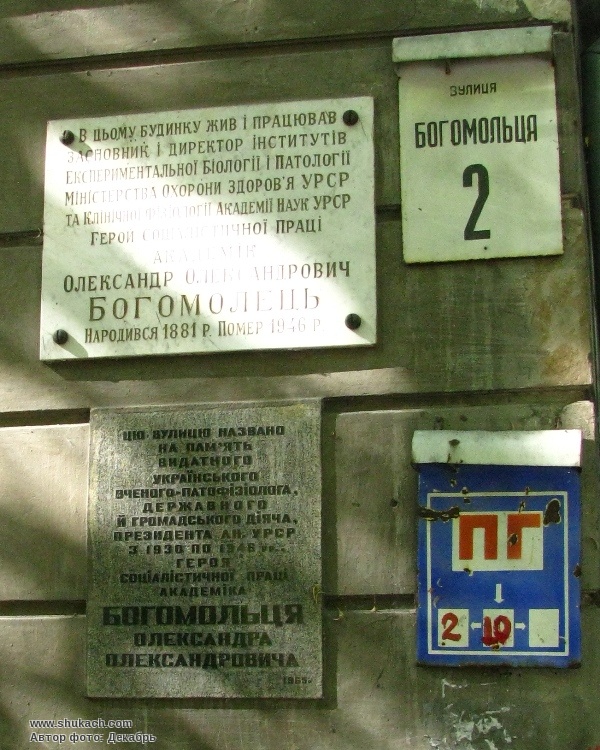 В ЦЬОМУ БУДИНКУ ЖИВ І ПРАЦЮВАВ
ЗАСНОВНИК І ДИРЕКТОР ІНСТИТУТІВ
ЕКСПЕРИМЕНТАЛЬНОЇ БІОЛОГІЇ І ПАТОЛОГІЇ
МІНІСТЕРСТВА ОХОРОНИ ЗДОРОВ'Я УРСР
ТА КЛІНІЧНОЇ ФІЗІОЛОГІЇ АКАДЕМІЇ НАУК УРСР
ГЕРОЙ СОЦІАЛІСТИЧНОЇ ПРАЦІ
АКАДЕМІК
ОЛЕКСАНДР ОЛЕКСАНДРОВИЧ
БОГОМОЛЕЦЬ
НАРОДИВСЯ 1881 р. ПОМЕР 1946 р.
ВУЛИЦЯ
БОГОМОЛЬЦЯ
2
ЦЮ ВУЛИЦЮ НАЗВАНО
НА ПАМ'ЯТЬ
ВИДАТНОГО
УКРАЇНСЬКОГО
ВЧЕНОГО-ПАТОФІЗІОЛОГА,
ДЕРЖАВНОГО
Й ГРОМАДСЬКОГО ДІЯЧА,
ПРЕЗИДЕНТА АН УРСР
З 1930 ПО 1946 рр.
ГЕРОЯ
СОЦІАЛІСТИЧНОЇ ПРАЦІ
АКАДЕМІКА
БОГОМОЛЬЦЯ
ОЛЕКСАНДРА
ОЛЕКСАНДРОВИЧА
ПГ
2 10
www.shukach.com
Автор фото: Декабрь